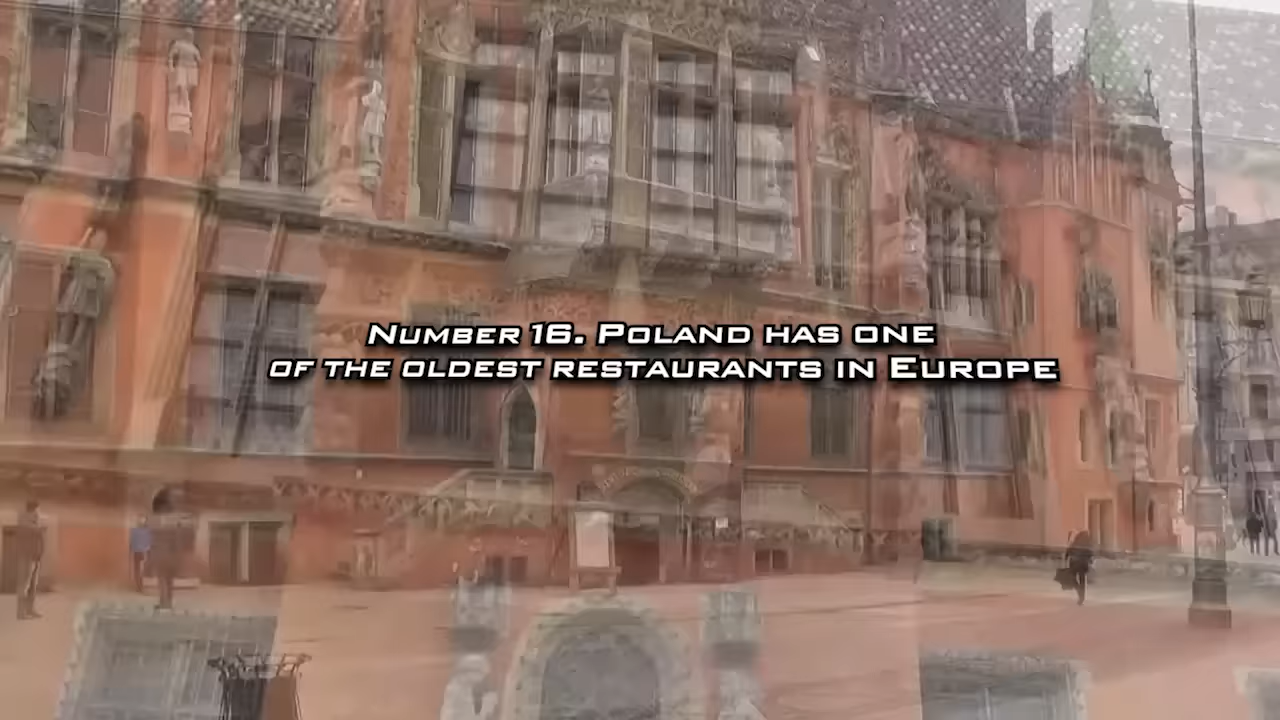 Number 16. Poland has one
of the oldest restaurants in Europe